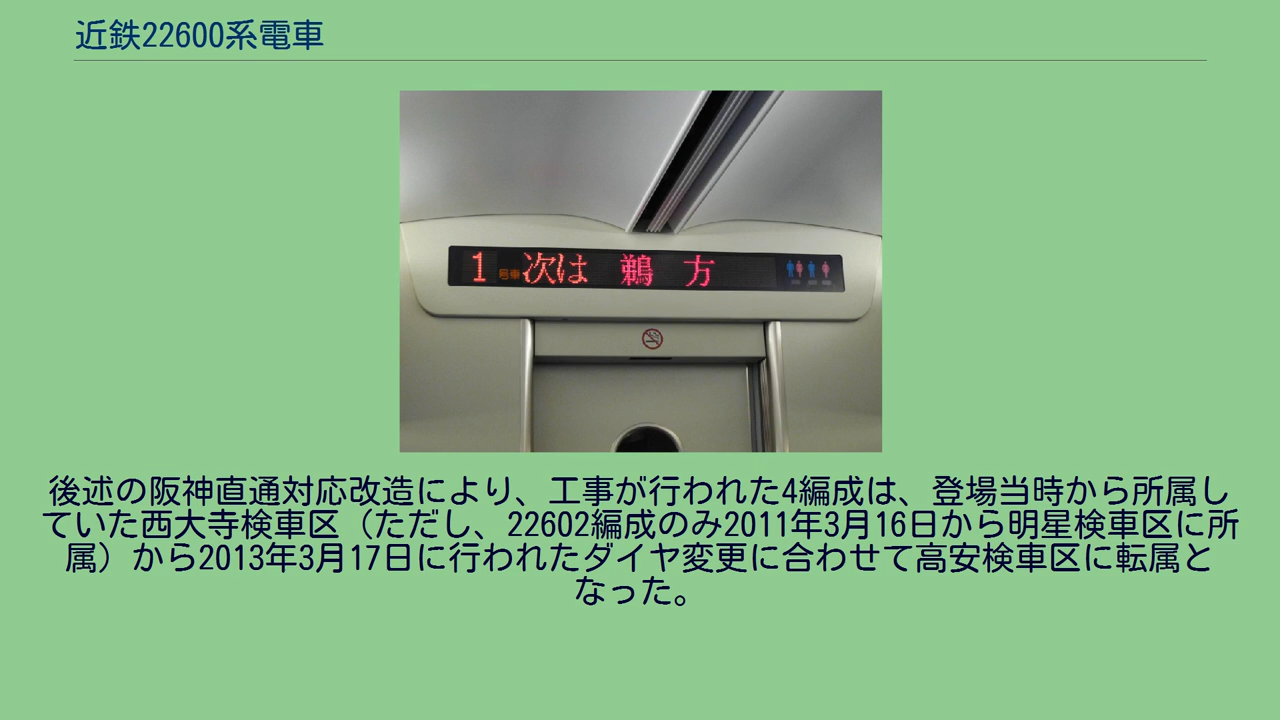 近鉄22600系電車
1 号車 次は 鵜 方
後述の阪神直通対応改造により、工事が行われた4編成は、登場当時から所属し
ていた西大寺検車区（ただし、22602編成のみ2011年3月16日から明星検車区に所
属）から2013年3月17日に行われたダイヤ変更に合わせて高安検車区に転属と
なった。